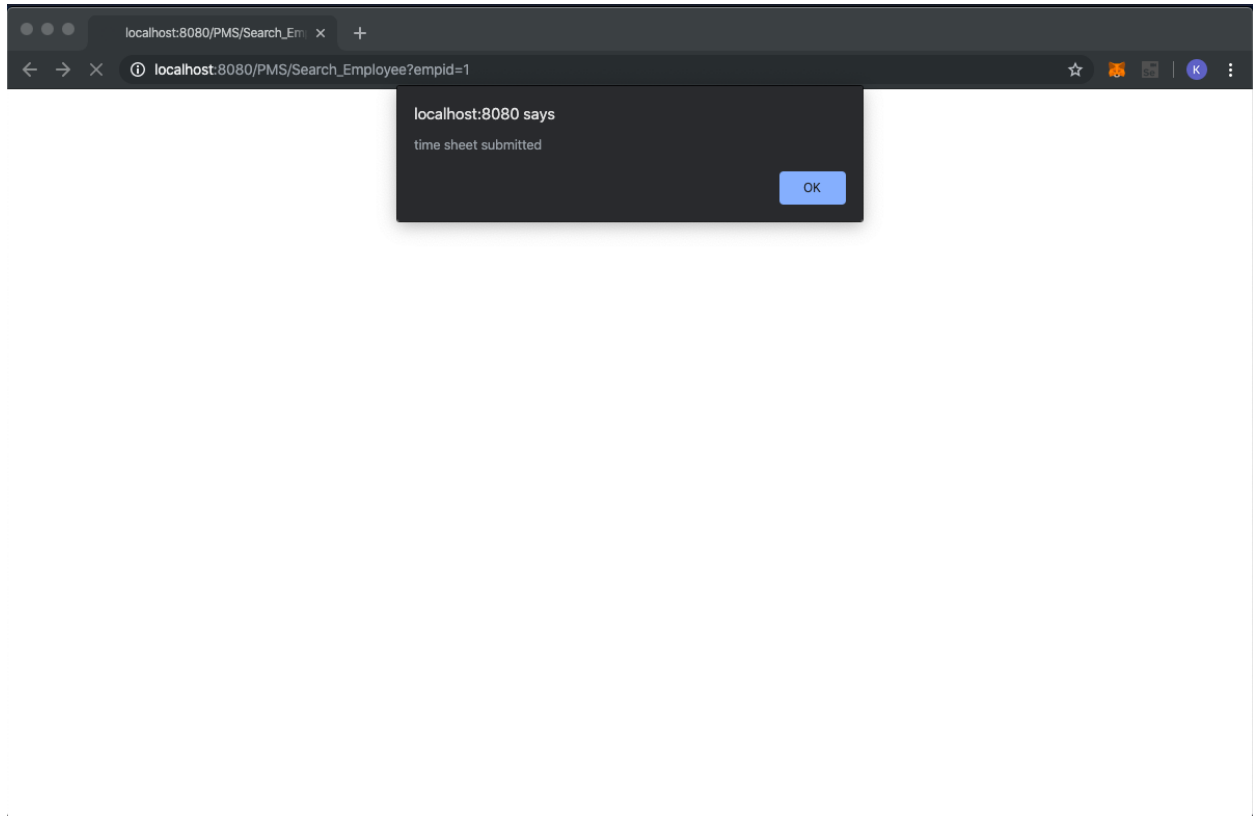 localhost:8080/PMS/Search_Em
localhost:8080/PMS/Search_Employee?empid=1
K
localhost:8080 says
time sheet submitted
OK